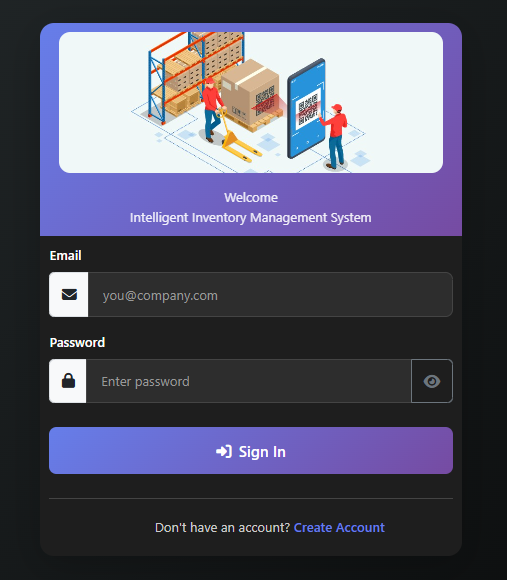 Welcome
Intelligent Inventory Management System
Email
you@company.com
Password
Enter password
Sign In
Don't have an account? Create Account